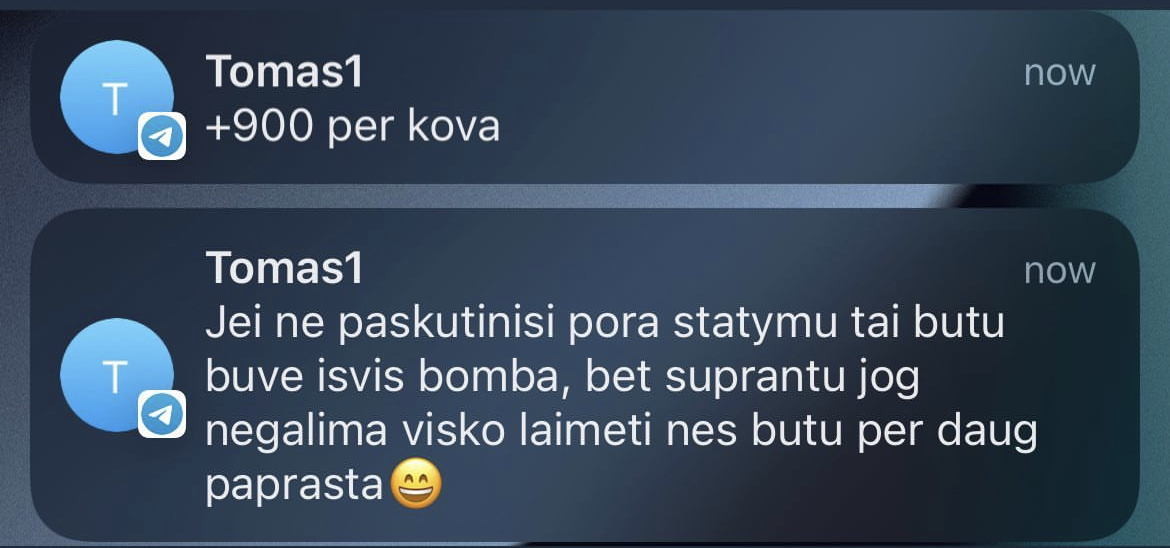 T
Tomas1
now
+900 per kova
T
Tomas1
now
Jei ne paskutinisi pora statymu tai butu
buve isvis bomba, bet suprantu jog
negalima visko laimeti nes butu per daug
paprasta😄